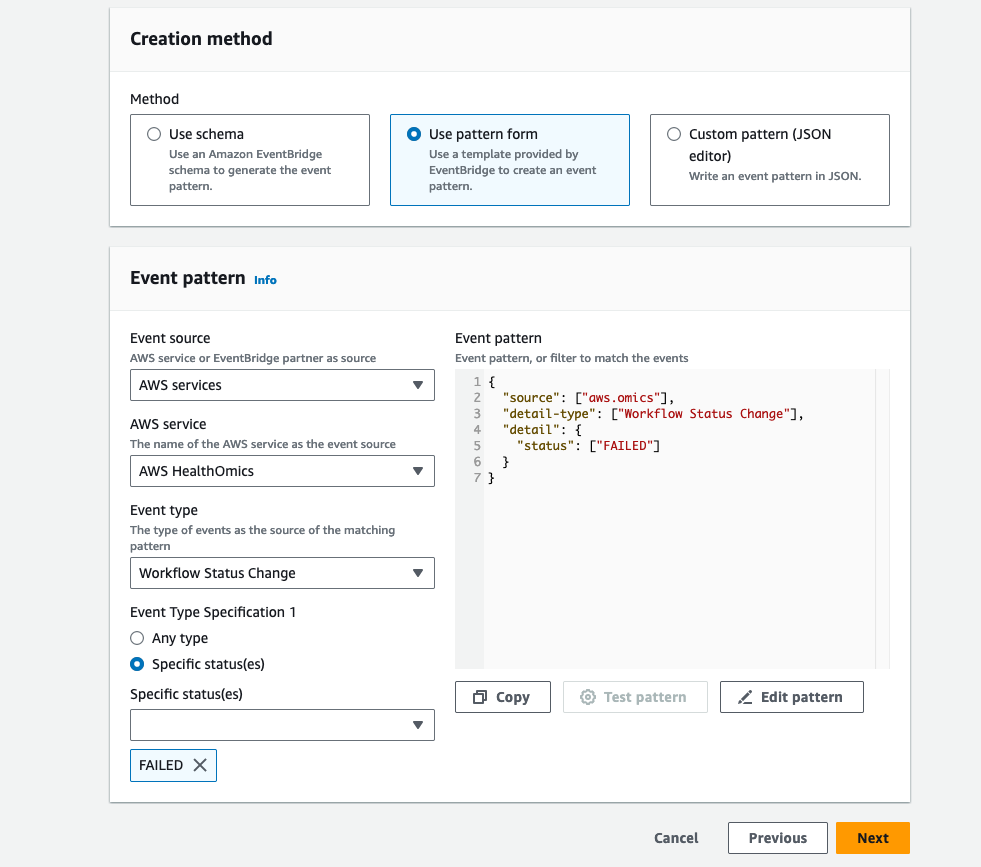 Creation method
Method
Use schema
Use an Amazon EventBridge
schema to generate the event
pattern.
Use pattern form
Use a template provided by
EventBridge to create an event
pattern.
Custom pattern (JSON
editor)
Write an event pattern in JSON.
Event pattern Info
Event source
AWS service or EventBridge partner as source
AWS services
AWS service
The name of the AWS service as the event source
AWS HealthOmics
Event type
The type of events as the source of the matching
pattern
Workflow Status Change
Event Type Specification 1
Any type
Specific status(es)
Specific status(es)
FAILED
Event pattern
Event pattern, or filter to match the events
1 {
2   "source": ["aws.omics"],
3   "detail-type": ["Workflow Status Change"],
4   "detail": {
5     "status": ["FAILED"]
6   }
7 }
Copy Test pattern Edit pattern
Cancel Previous Next